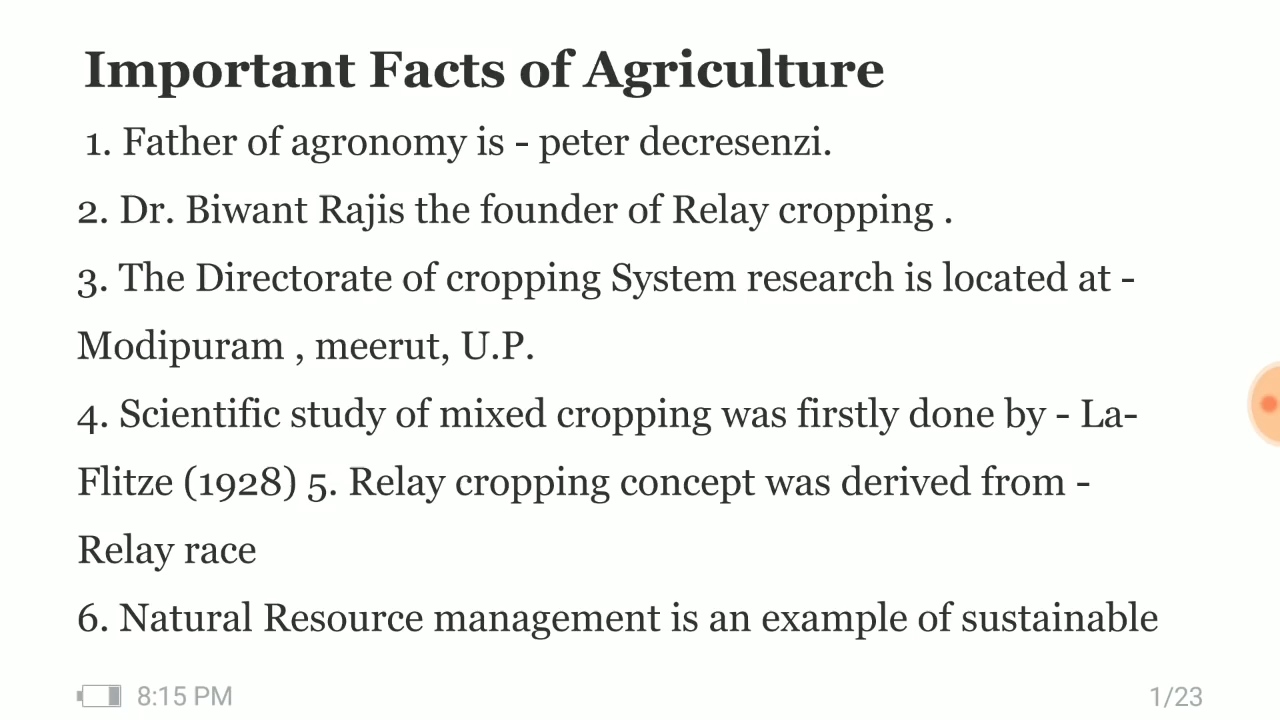 Important Facts of Agriculture
1. Father of agronomy is - peter decresenzi.
2. Dr. Biwant Rajis the founder of Relay cropping .
3. The Directorate of cropping System research is located at -
Modipuram , meerut, U.P.
4. Scientific study of mixed cropping was firstly done by - La-
Flitze (1928) 5. Relay cropping concept was derived from -
Relay race
6. Natural Resource management is an example of sustainable
8:15 PM
1/23